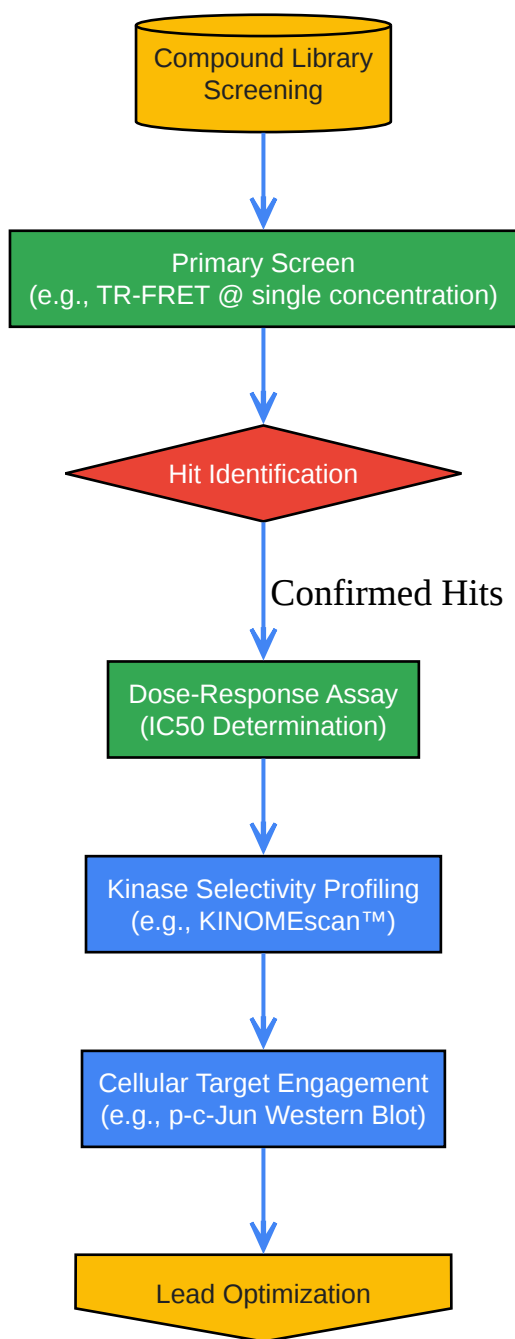 Compound Library
Screening
Primary Screen
(e.g., TR-FRET @ single concentration)
Hit Identification
Confirmed Hits
Dose-Response Assay
(IC50 Determination)
Kinase Selectivity Profiling
(e.g., KINOMEscan™)
Cellular Target Engagement
(e.g., p-c-Jun Western Blot)
Lead Optimization